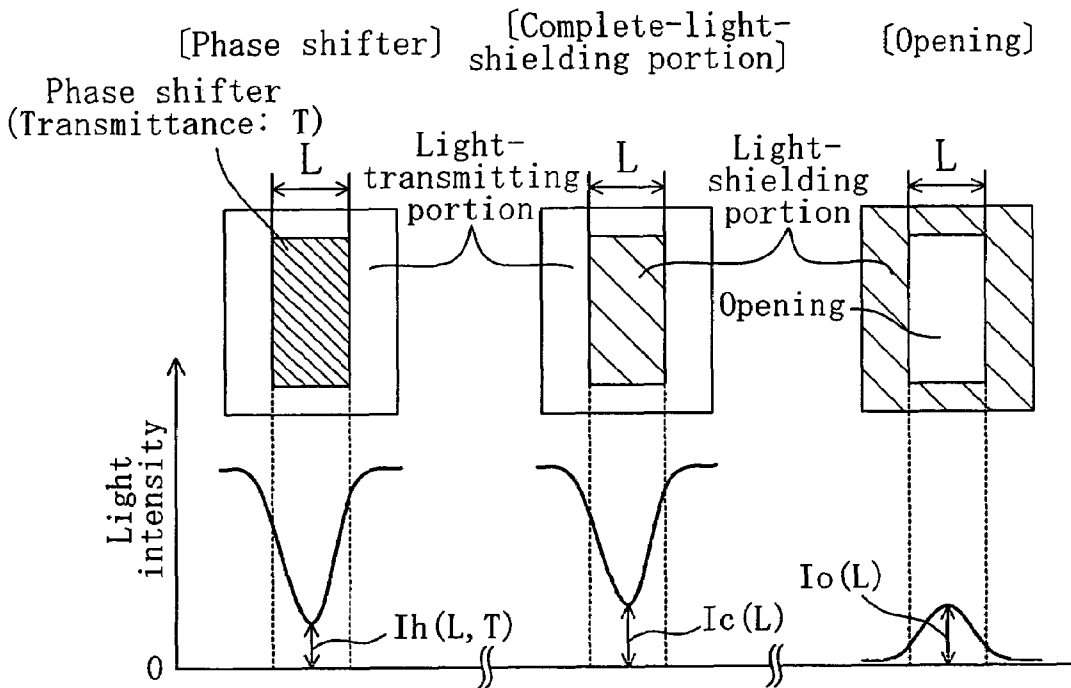 [Phase shifter]
[Complete-light-
shielding portion]
[Opening]
Phase shifter
(Transmittance: T)
L
Light-
transmitting
portion
L
Light-
shielding
portion
L
Opening
Light
intensity
Ih(L, T)
Ic(L)
Io(L)
0